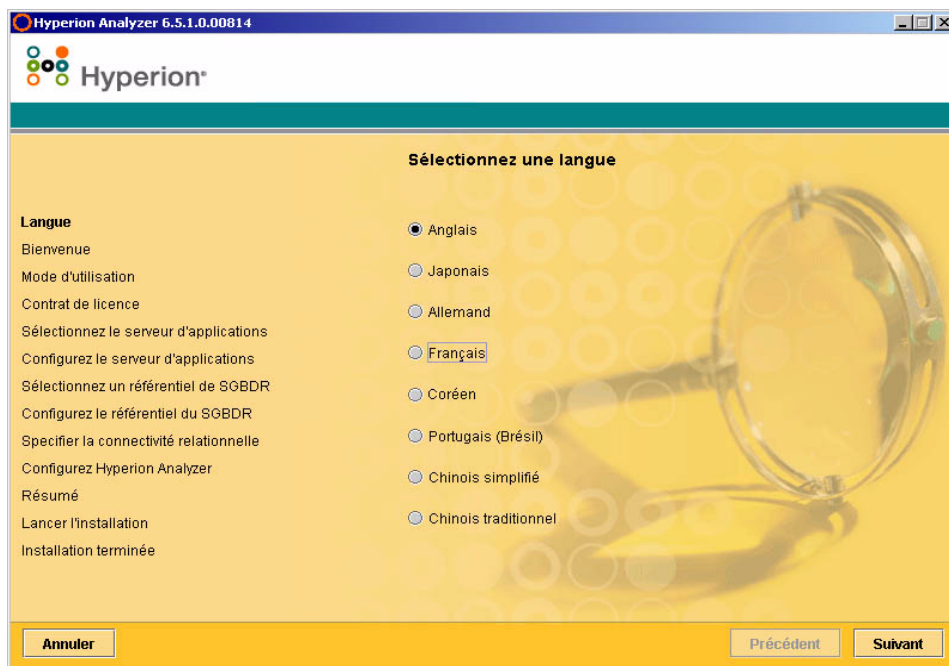 Hyperion Analyzer 6.5.1.0.00814
Hyperion®
Sélectionnez une langue
Langue
Bienvenue
Mode d'utilisation
Contrat de licence
Sélectionnez le serveur d'applications
Configurez le serveur d'applications
Sélectionnez un référentiel de SGBDR
Configurez le référentiel du SGBDR
Specifier la connectivité relationnelle
Configurez Hyperion Analyzer
Résumé
Lancer l'installation
Installation terminée
Anglais
Japonais
Allemand
Français
Coréen
Portugais (Brésil)
Chinois simplifié
Chinois traditionnel
Annuler
Précédent
Suivant